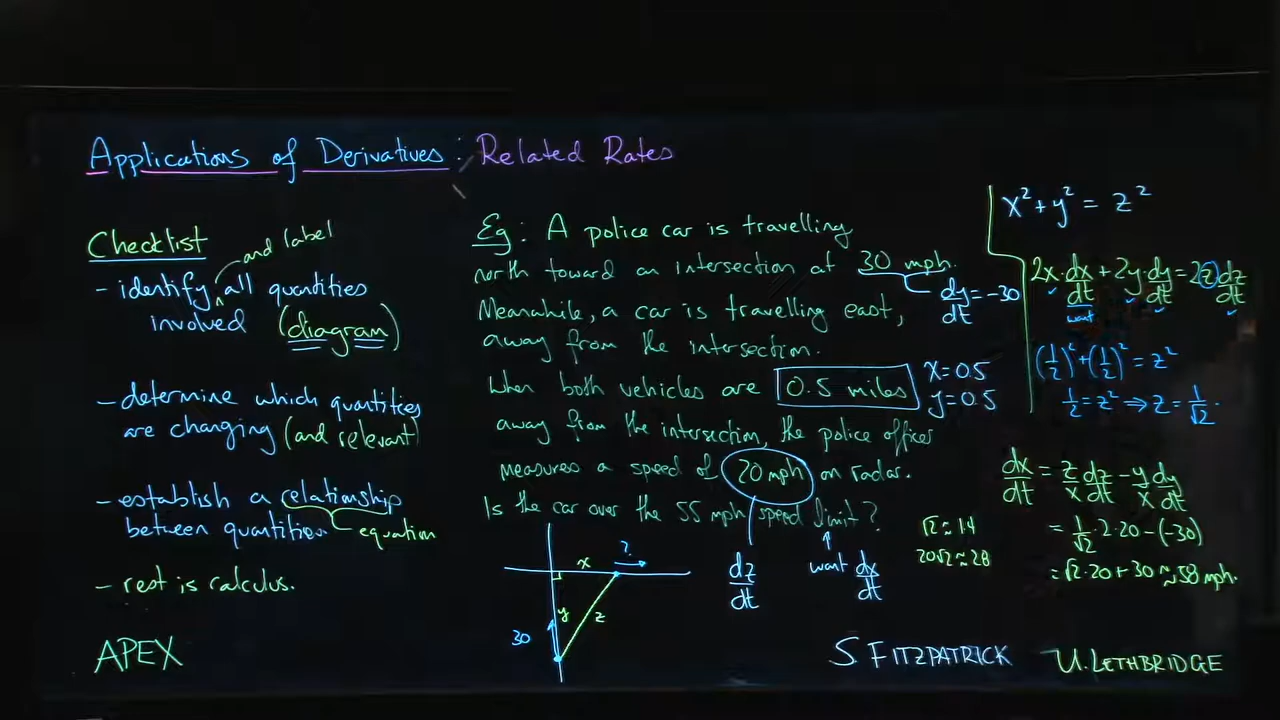 Applications of Derivatives: Related Rates
Checklist
and label
- identify all quantities
involved (diagram)
- determine which quantities
are changing (and relevant)
- establish a relationship
between quantities. equation
- rest is calculus.
APEX
Eg: A police car is travelling
north toward an intersection at 30 mph.
dy/dt = -30
Meanwhile, a car is travelling east,
away from the intersection.
When both vehicles are 0.5 miles
x = 0.5
y = 0.5
away from the intersection, the police officer
measures a speed of 20 mph on radar.
Is the car over the 55 mph speed limit?
dz/dt
want dx/dt
√2 ≈ 1.4
20√2 ≈ 28
?
x
y
z
30
x² + y² = z²
2x·dx/dt + 2y·dy/dt = 2z dz/dt
want
(1/2)² + (1/2)² = z²
1/2 = z² ⇒ z = 1/√2.
dx/dt = z/x dz/dt - y/x dy/dt
= 1/√2 · 2 · 20 - (-30)
= √2 · 20 + 30 ≈ 58 mph.
S. FITZPATRICK
U. LETHBRIDGE